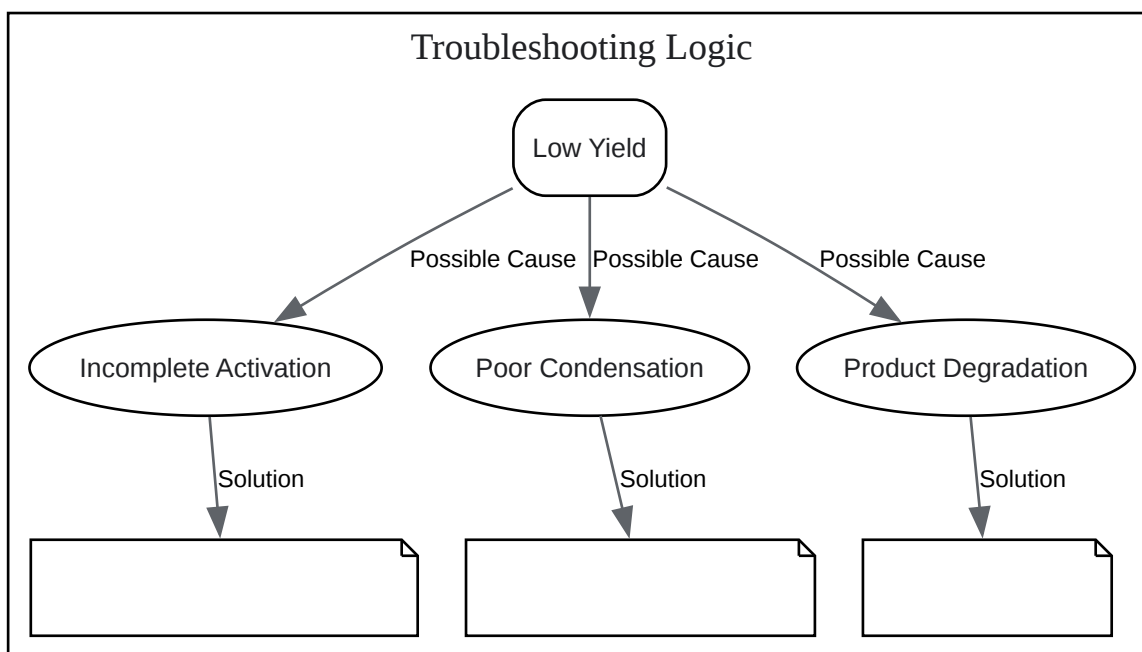 Troubleshooting Logic
Low Yield
Possible Cause
Possible Cause
Possible Cause
Incomplete Activation
Poor Condensation
Product Degradation
Solution
Solution
Solution